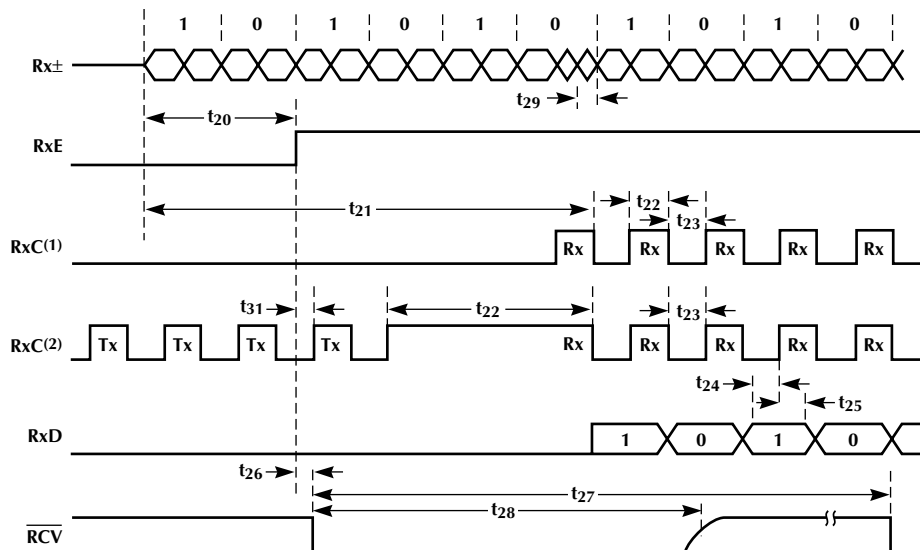 1 0 1 0 1 0 1 0 1 0
Rx±
t29
t20
RxE
t21
t22
t23
RxC(1)
Rx Rx Rx Rx Rx
t31
t22
t23
RxC(2)
Tx Tx Tx Tx Rx Rx Rx Rx Rx
t24
t25
RxD
1 0 1 0
t26
t27
t28
RCV